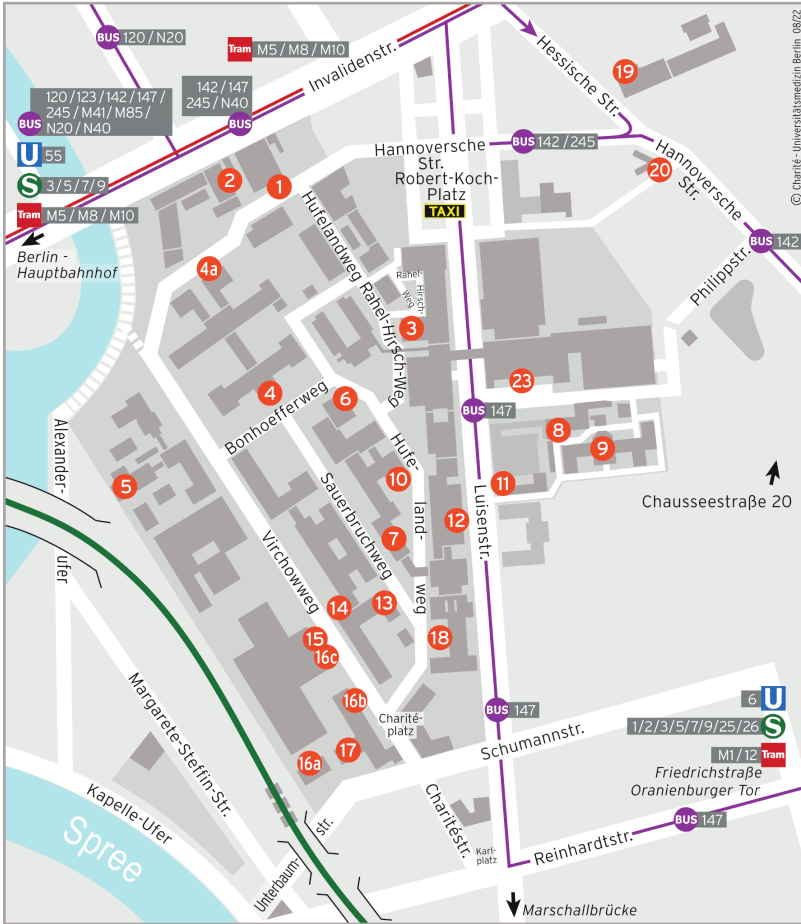 BUS 120 / N20
Tram M5 / M8 / M10
Invalidenstr.
Hessische Str.
19
© Charité - Universitätsmedizin Berlin 08/22
BUS
120 / 123 / 142 / 147 /
245 / M41 / M85 /
N20 / N40
142 / 147
245 / N40
BUS
U 55
S 3/5/7/9
Tram M5 / M8 / M10
Berlin -
Hauptbahnhof
2
1
Hannoversche
Str.
Robert-Koch-
Platz
TAXI
BUS 142 / 245
20
Hannoversche
Str.
BUS 142
Philippstr.
4a
Hufelandweg
Rahel-Hirsch-Weg
Rahel-
Hirsch-
Weg
3
23
BUS 147
4
Bonhoefferweg
6
8
9
Alexander-
ufer
5
10
Hufe-
land-
weg
11
12
Luisenstr.
Chausseestraße 20
7
Sauerbruchweg
Virchowweg
14
13
15
16c
18
16b
Charité-
platz
17
16a
BUS 147
Schumannstr.
6 U
1/2/3/5/7/9/25/26 S
M1 / 12 Tram
Friedrichstraße
Oranienburger Tor
Margarete-Steffin-Str.
Kapelle-Ufer
Spree
Unterbaum-
str.
Charitéstr.
Karl-
platz
Reinhardtstr.
BUS 147
Marschallbrücke